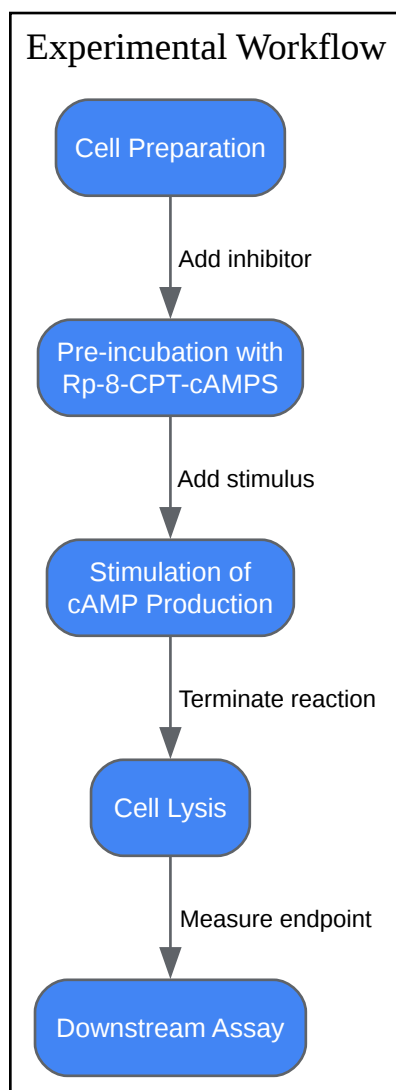 Experimental Workflow
Cell Preparation
Add inhibitor
Pre-incubation with
Rp-8-CPT-cAMPS
Add stimulus
Stimulation of
cAMP Production
Terminate reaction
Cell Lysis
Measure endpoint
Downstream Assay